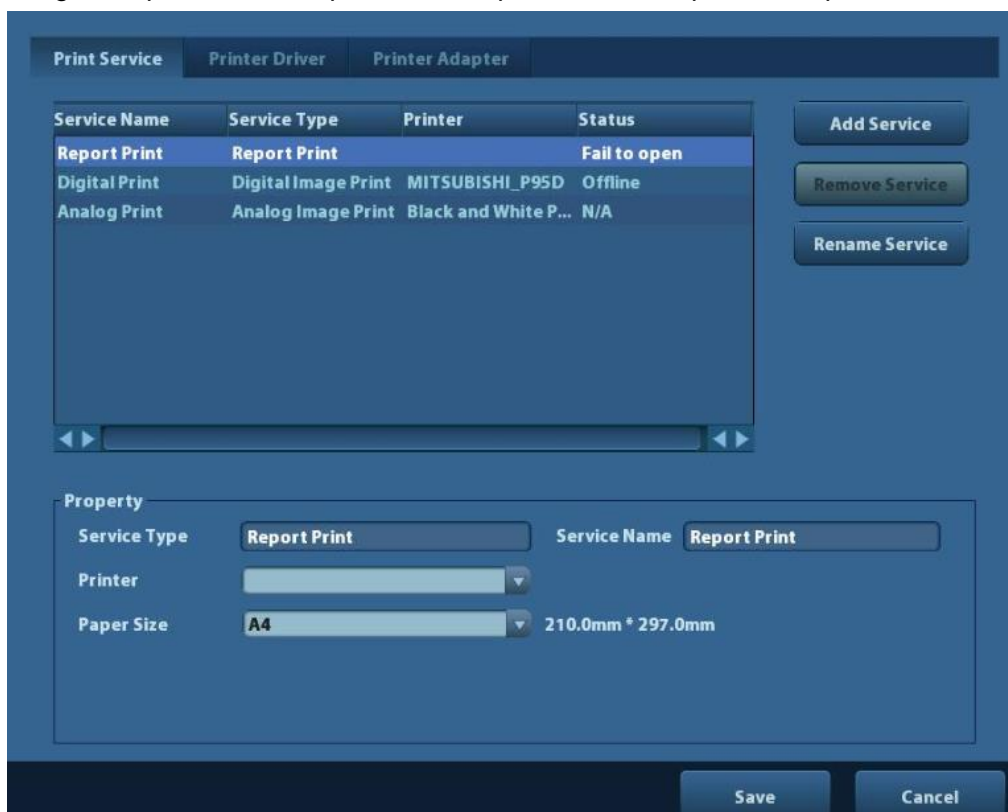 Print Service Printer Driver Printer Adapter
Service Name Service Type Printer Status
Report Print Report Print Fail to open
Digital Print Digital Image Print MITSUBISHI_P95D Offline
Analog Print Analog Image Print Black and White P... N/A
Add Service
Remove Service
Rename Service
Property
Service Type Report Print Service Name Report Print
Printer
Paper Size A4 210.0mm * 297.0mm
Save Cancel